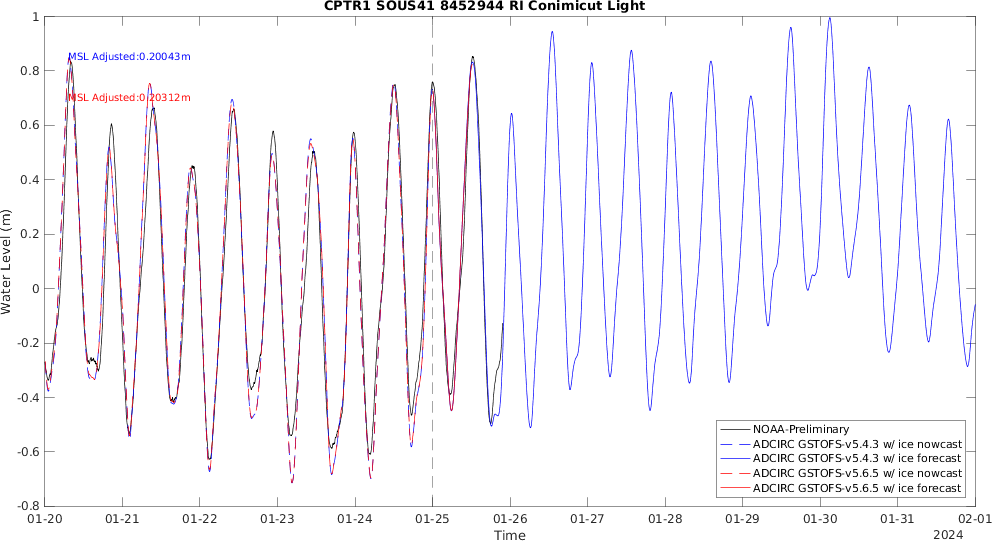 CPTR1 SOUS41 8452944 RI Conimicut Light
1
0.8
0.6
0.4
0.2
0
-0.2
-0.4
-0.6
-0.8
Water Level (m)
MSL Adjusted:0.20043m
MSL Adjusted:0.20312m
NOAA-Preliminary
ADCIRC GSTOFS-v5.4.3 w/ ice nowcast
ADCIRC GSTOFS-v5.4.3 w/ ice forecast
ADCIRC GSTOFS-v5.6.5 w/ ice nowcast
ADCIRC GSTOFS-v5.6.5 w/ ice forecast
01-20 01-21 01-22 01-23 01-24 01-25 01-26 01-27 01-28 01-29 01-30 01-31 02-01
Time
2024